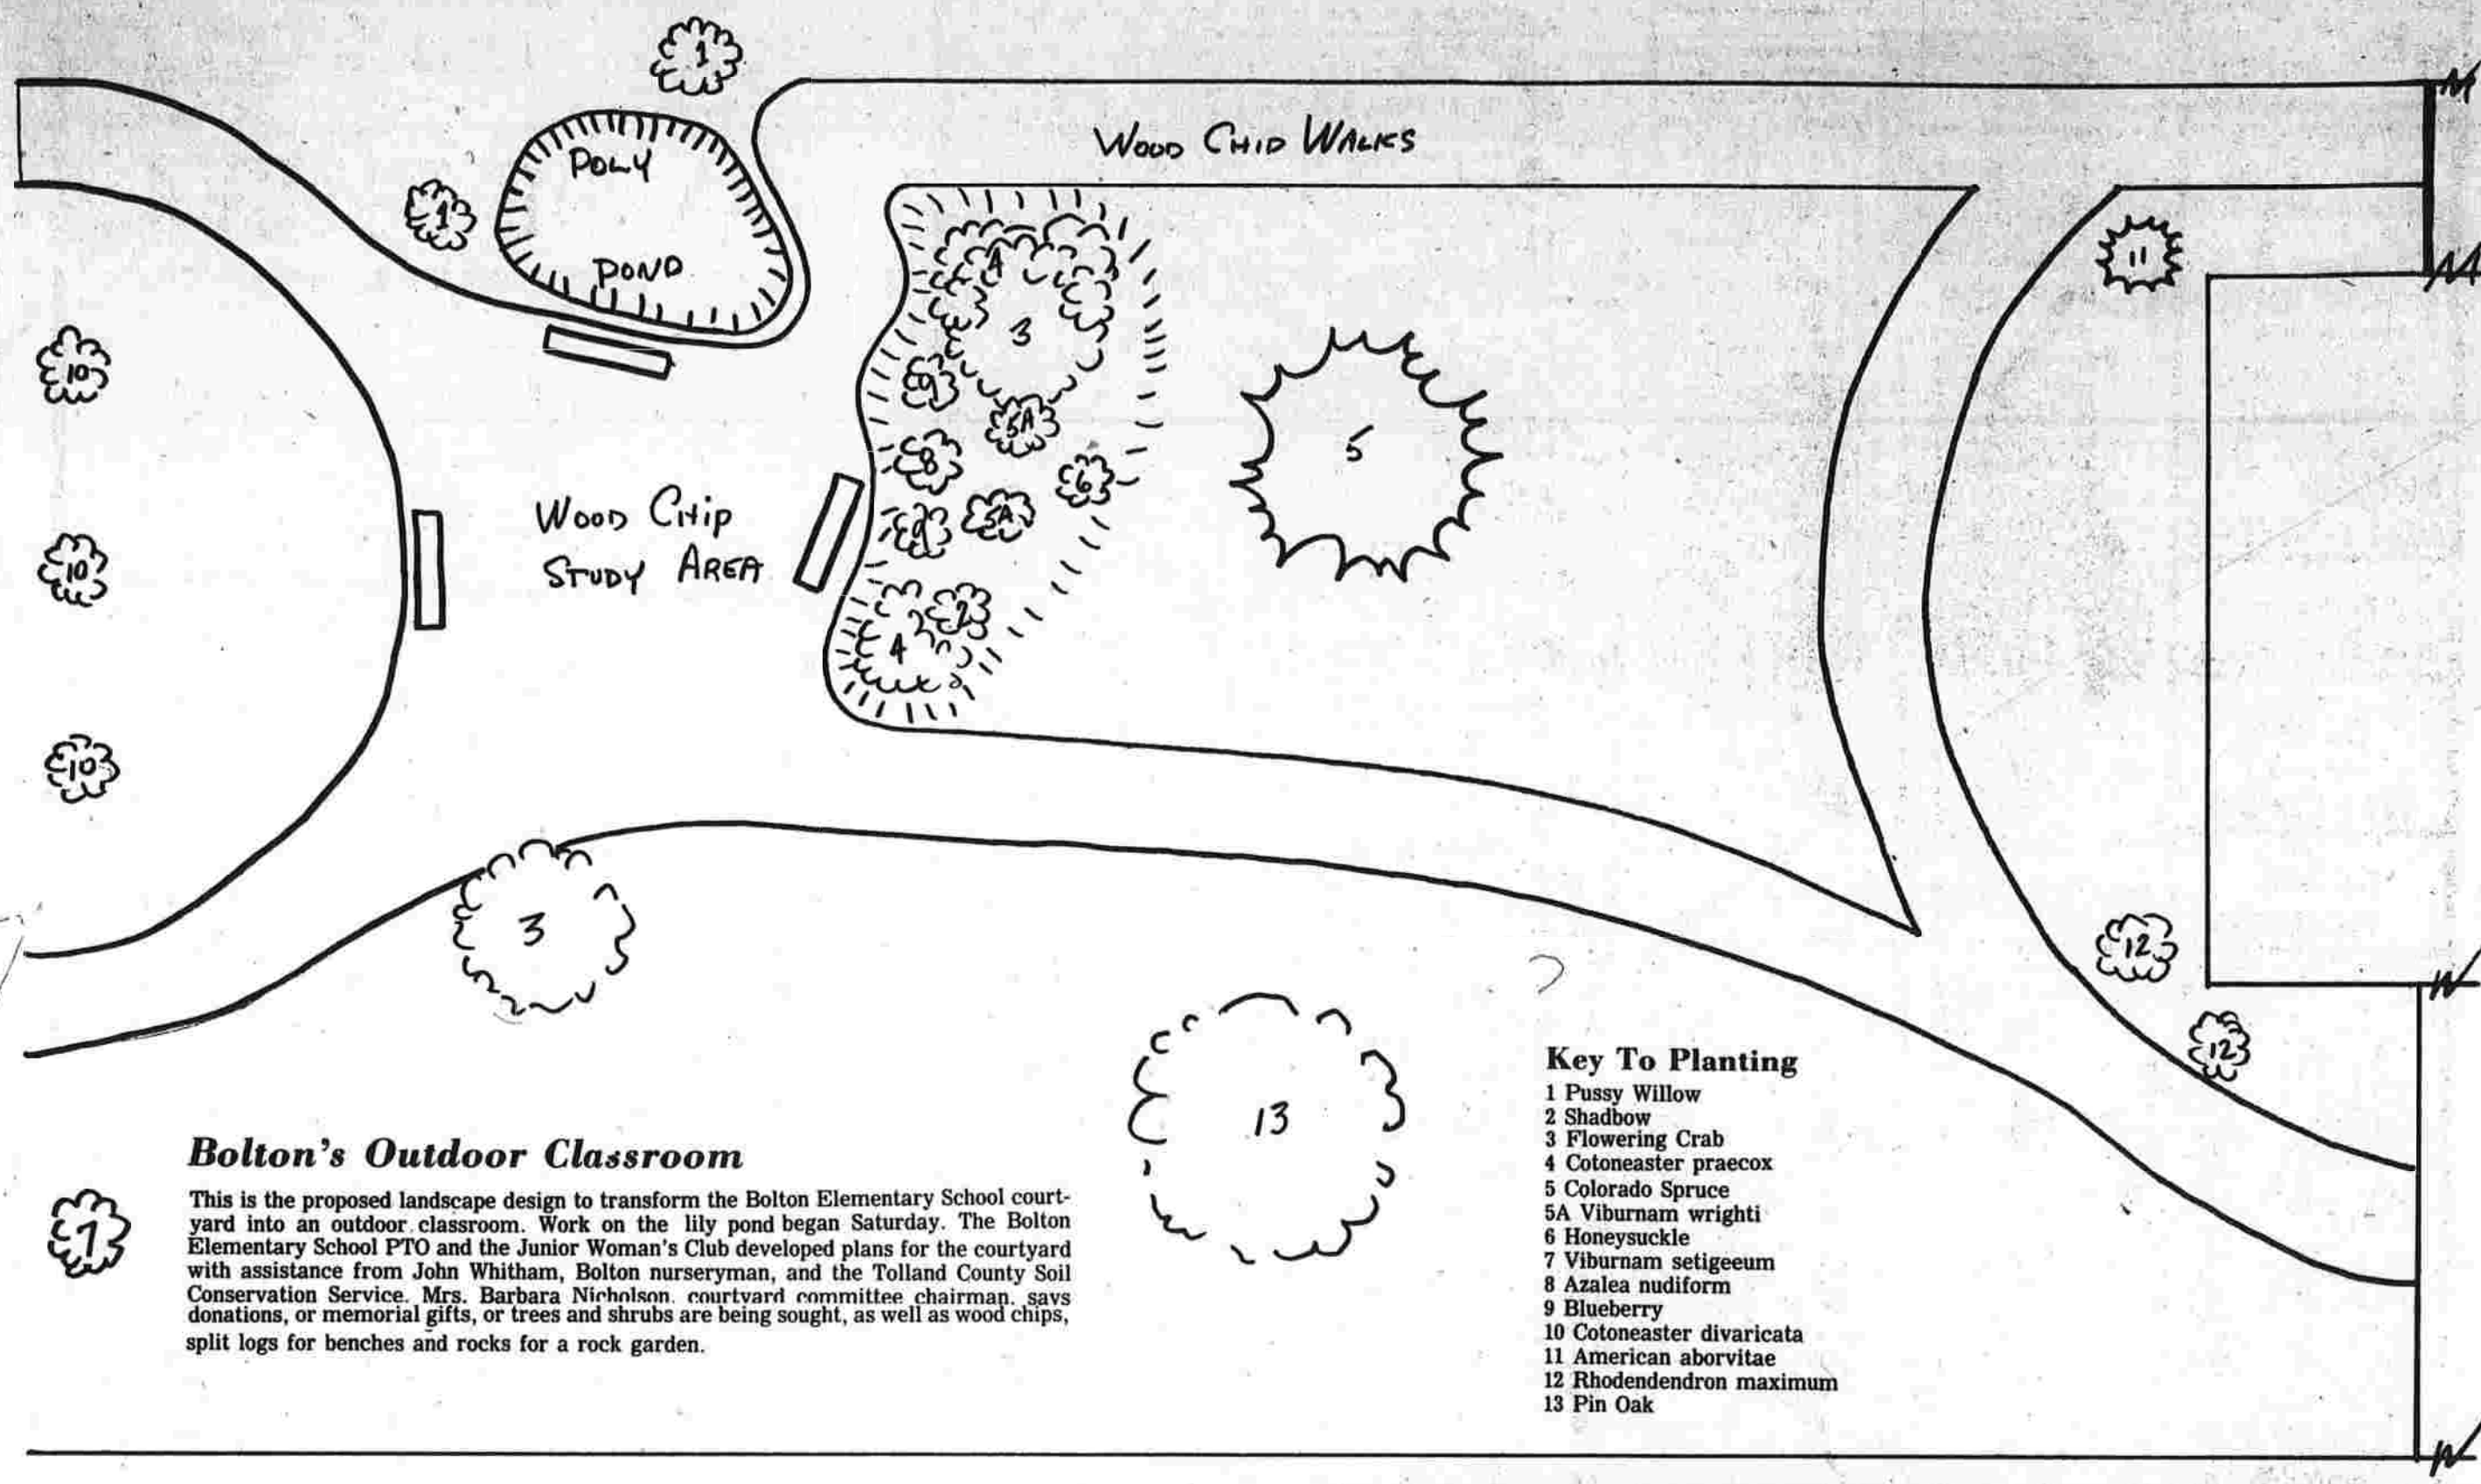 1
WOOD CHIP WALKS
POLY
1
POND
11
4
3
10
9
5A
5
8
6
WOOD CHIP
STUDY AREA
9
5A
10
2
4
10
3
12
12
13
Key To Planting
1 Pussy Willow
2 Shadbow
3 Flowering Crab
4 Cotoneaster praecox
5 Colorado Spruce
5A Viburnam wrighti
6 Honeysuckle
7 Viburnam setigeeum
8 Azalea nudiform
9 Blueberry
10 Cotoneaster divaricata
11 American aborvitae
12 Rhodendendron maximum
13 Pin Oak
7
Bolton's Outdoor Classroom
This is the proposed landscape design to transform the Bolton Elementary School court-
yard into an outdoor classroom. Work on the lily pond began Saturday. The Bolton
Elementary School PTO and the Junior Woman's Club developed plans for the courtyard
with assistance from John Whitham, Bolton nurseryman, and the Tolland County Soil
Conservation Service. Mrs. Barbara Nicholson, courtyard committee chairman, says
donations, or memorial gifts, or trees and shrubs are being sought, as well as wood chips,
split logs for benches and rocks for a rock garden.